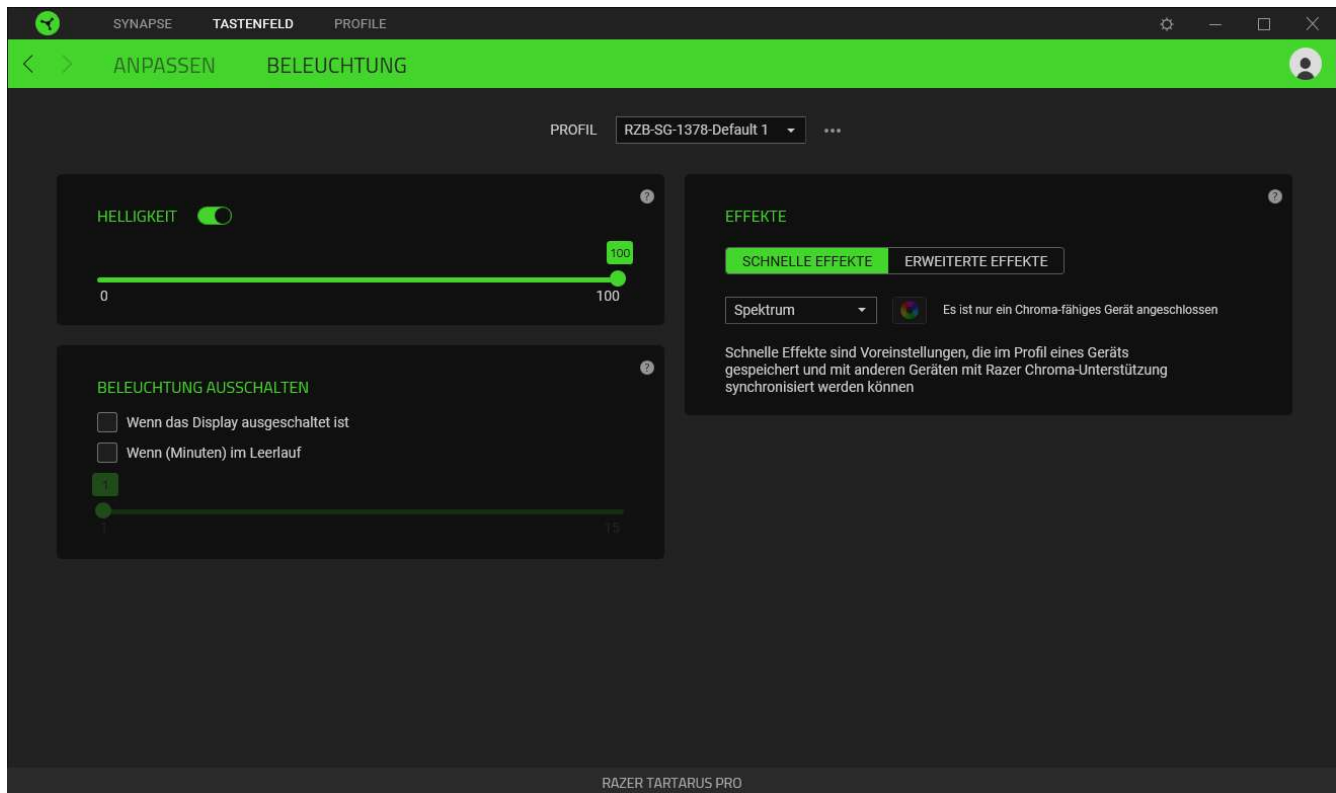 SYNAPSE TASTENFELD PROFILE
ANPASSEN BELEUCHTUNG
PROFIL RZB-SG-1378-Default 1
HELLIGKEIT
100
0 100
BELEUCHTUNG AUSSCHALTEN
Wenn das Display ausgeschaltet ist
Wenn (Minuten) im Leerlauf
1
1 15
EFFEKTE
SCHNELLE EFFEKTE ERWEITERTE EFFEKTE
Spektrum Es ist nur ein Chroma-fähiges Gerät angeschlossen
Schnelle Effekte sind Voreinstellungen, die im Profil eines Geräts
gespeichert und mit anderen Geräten mit Razer Chroma-Unterstützung
synchronisiert werden können
RAZER TARTARUS PRO